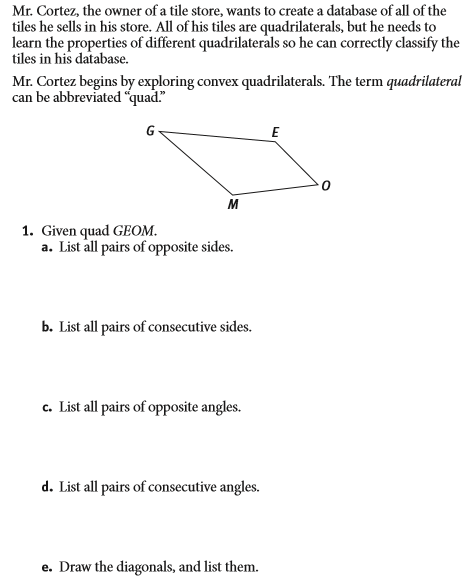 Mr. Cortez, the owner of a tile store, wants to create a database of all of the
tiles he sells in his store. All of his tiles are quadrilaterals, but he needs to
learn the properties of different quadrilaterals so he can correctly classify the
tiles in his database.
Mr. Cortez begins by exploring convex quadrilaterals. The term quadrilateral
can be abbreviated “quad.”
G
E
O
M
1. Given quad GEOM.
a. List all pairs of opposite sides.
b. List all pairs of consecutive sides.
c. List all pairs of opposite angles.
d. List all pairs of consecutive angles.
e. Draw the diagonals, and list them.